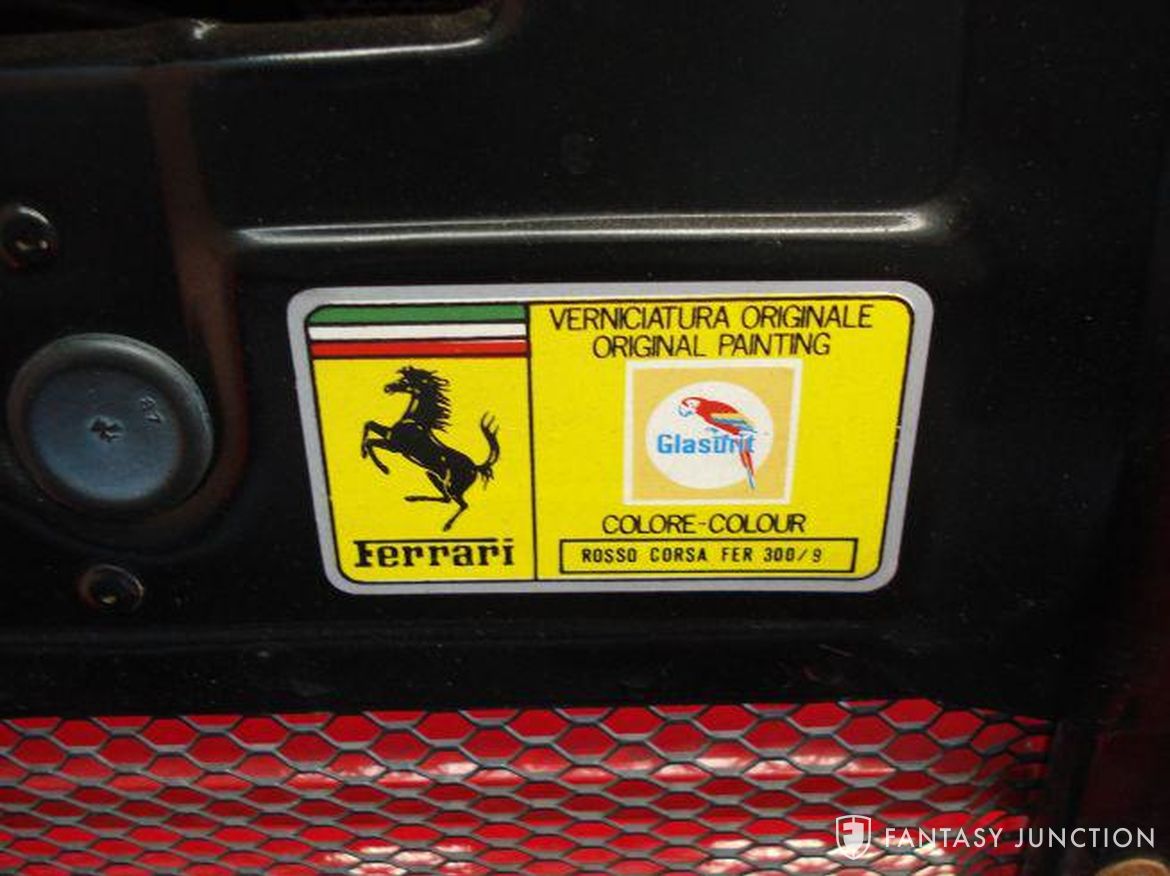 VERNICIATURA ORIGINALE
ORIGINAL PAINTING
Glasurit
COLORE-COLOUR
ROSSO CORSA FER 300/9
Ferrari
FANTASY JUNCTION